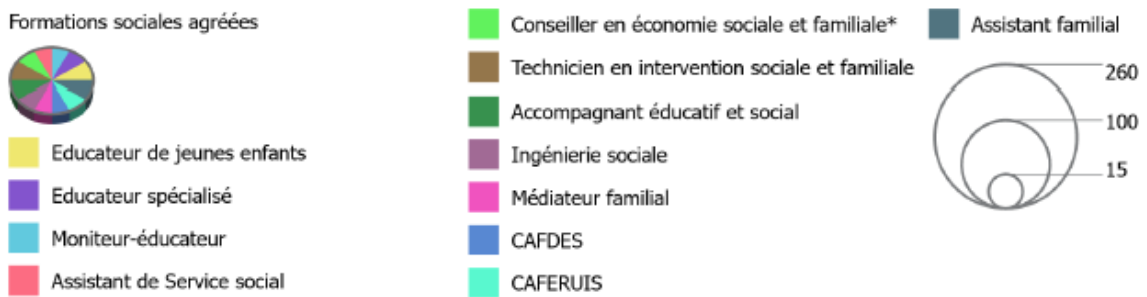 Formations sociales agréées
Educateur de jeunes enfants
Educateur spécialisé
Moniteur-éducateur
Assistant de Service social
Conseiller en économie sociale et familiale*
Technicien en intervention sociale et familiale
Accompagnant éducatif et social
Ingénierie sociale
Médiateur familial
CAFDES
CAFERUIS
Assistant familial
260
100
15